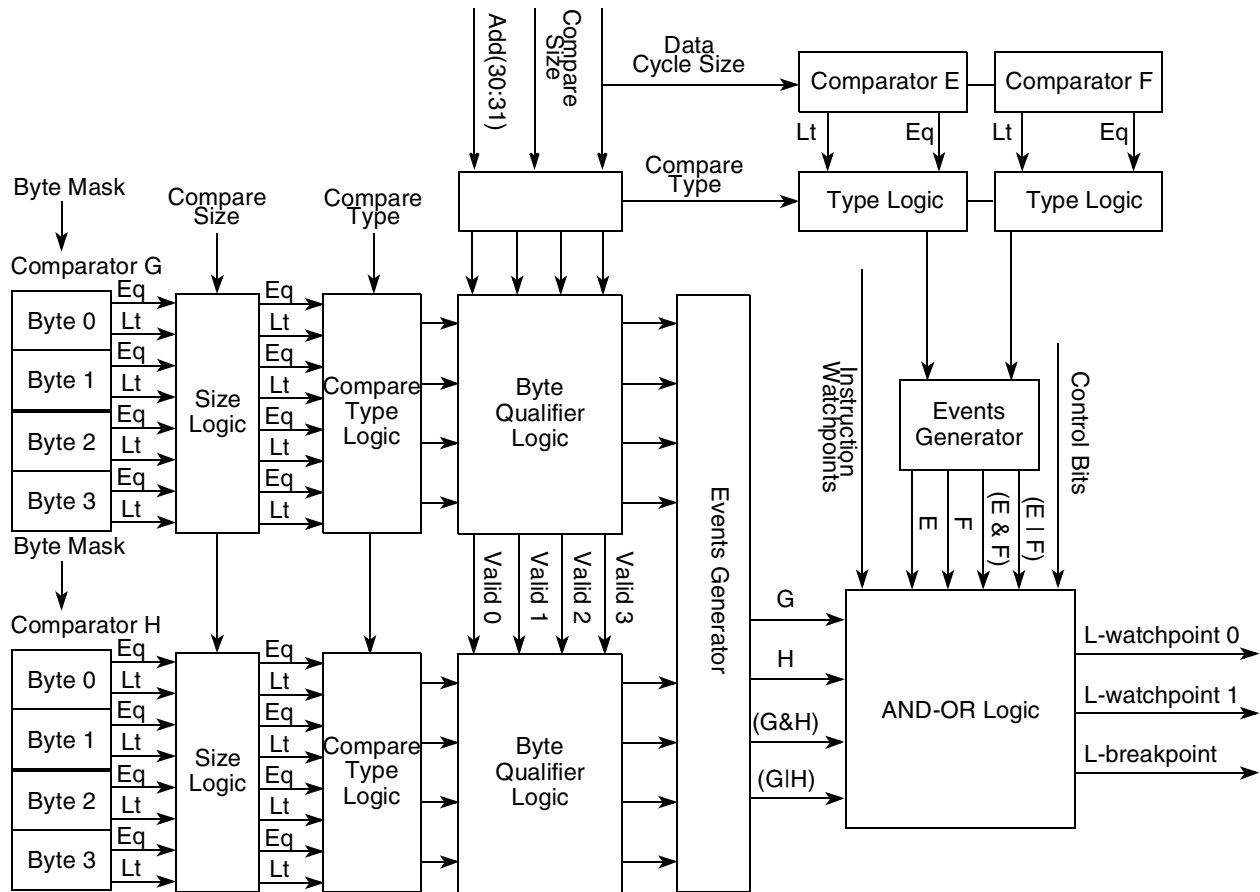 Add(30:31)
Compare
Size
Data
Cycle Size
Comparator E
Comparator F
Lt
Eq
Lt
Eq
Compare
Type
Type Logic
Type Logic
Byte Mask
Compare
Size
Compare
Type
Comparator G
Byte 0
Byte 1
Byte 2
Byte 3
Eq
Lt
Eq
Lt
Eq
Lt
Eq
Lt
Size
Logic
Eq
Lt
Eq
Lt
Eq
Lt
Eq
Lt
Compare
Type
Logic
Byte
Qualifier
Logic
Events Generator
Instruction
Watchpoints
Events
Generator
Control Bits
E
F
(E & F)
(E | F)
Valid 0
Valid 1
Valid 2
Valid 3
Byte Mask
Comparator H
Byte 0
Byte 1
Byte 2
Byte 3
Eq
Lt
Eq
Lt
Eq
Lt
Eq
Lt
Size
Logic
Eq
Lt
Eq
Lt
Eq
Lt
Eq
Lt
Compare
Type
Logic
Byte
Qualifier
Logic
G
H
(G&H)
(G|H)
AND-OR Logic
L-watchpoint 0
L-watchpoint 1
L-breakpoint